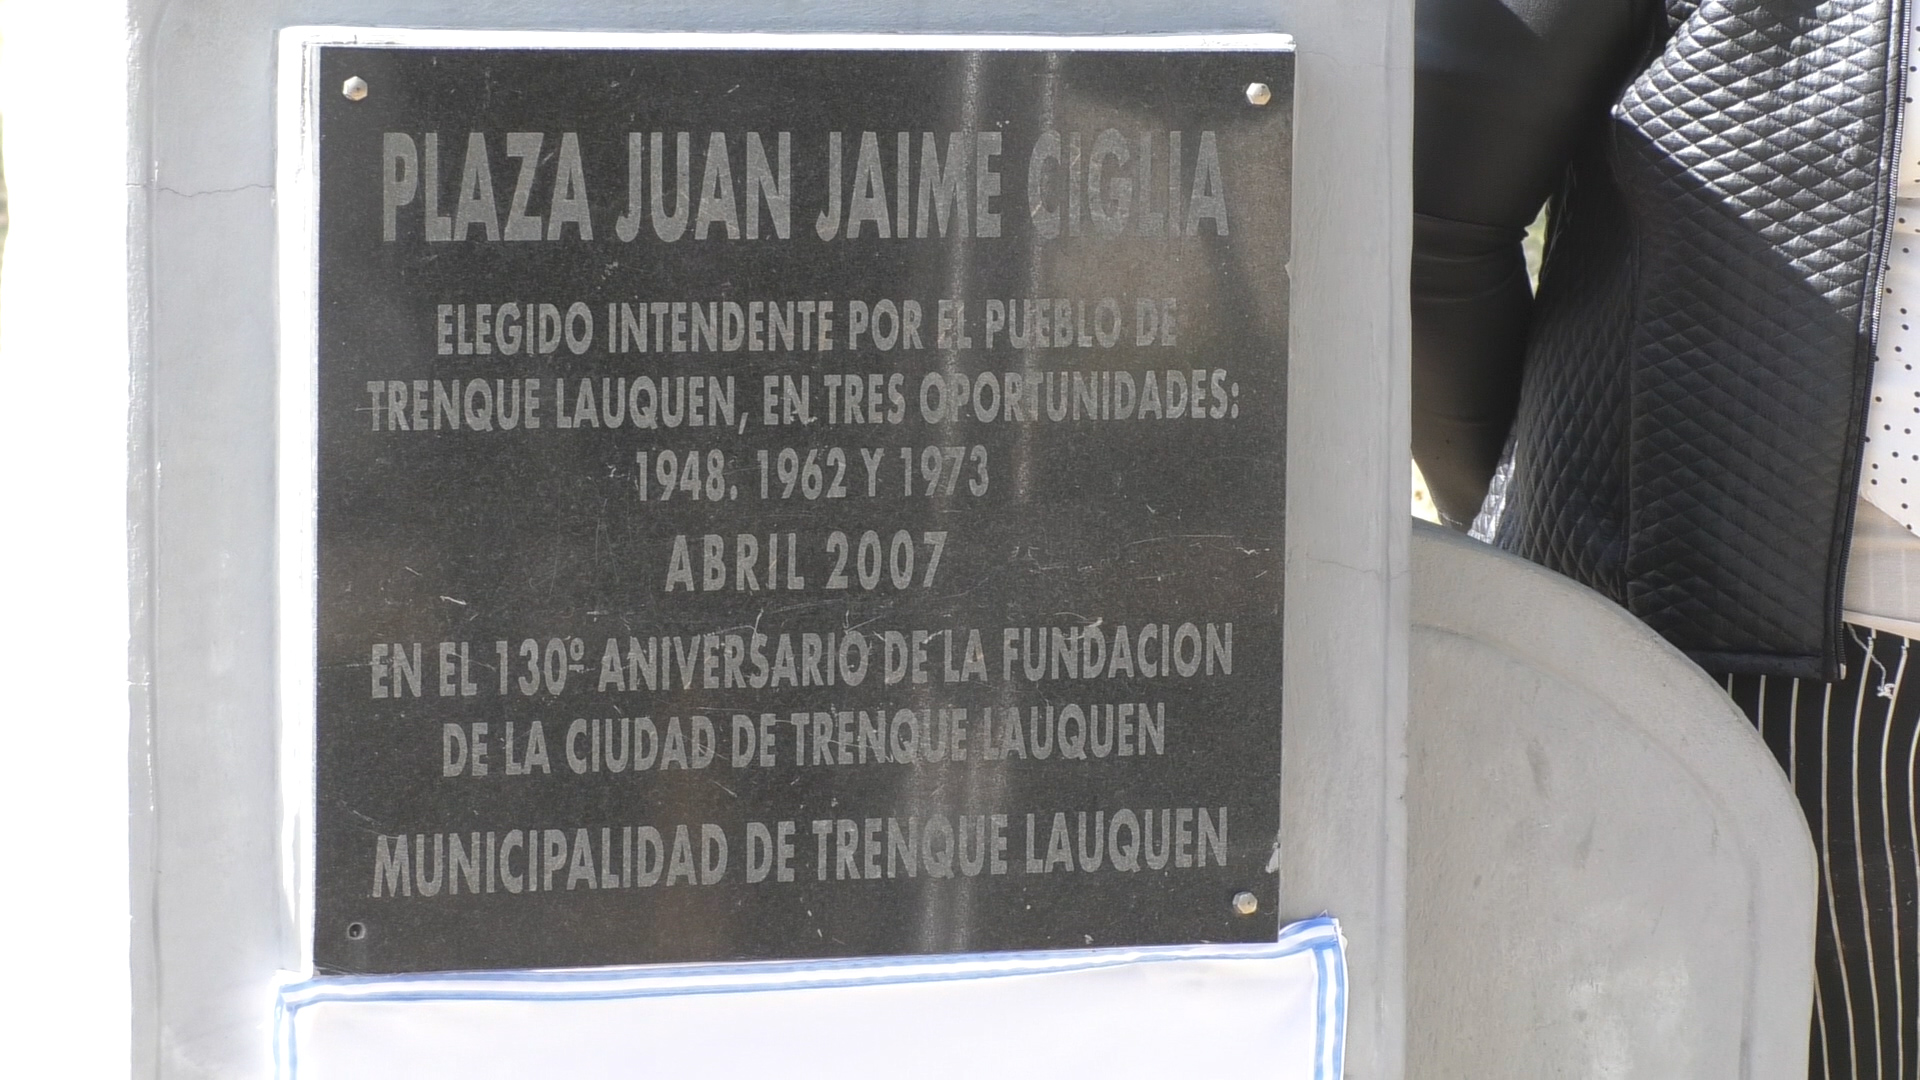 PLAZA JUAN JAIME CIGLIA
ELEGIDO INTENDENTE POR EL PUEBLO DE
TRENQUE LAUQUEN, EN TRES OPORTUNIDADES:
1948. 1962 Y 1973
ABRIL 2007
EN EL 130º ANIVERSARIO DE LA FUNDACION
DE LA CIUDAD DE TRENQUE LAUQUEN
MUNICIPALIDAD DE TRENQUE LAUQUEN